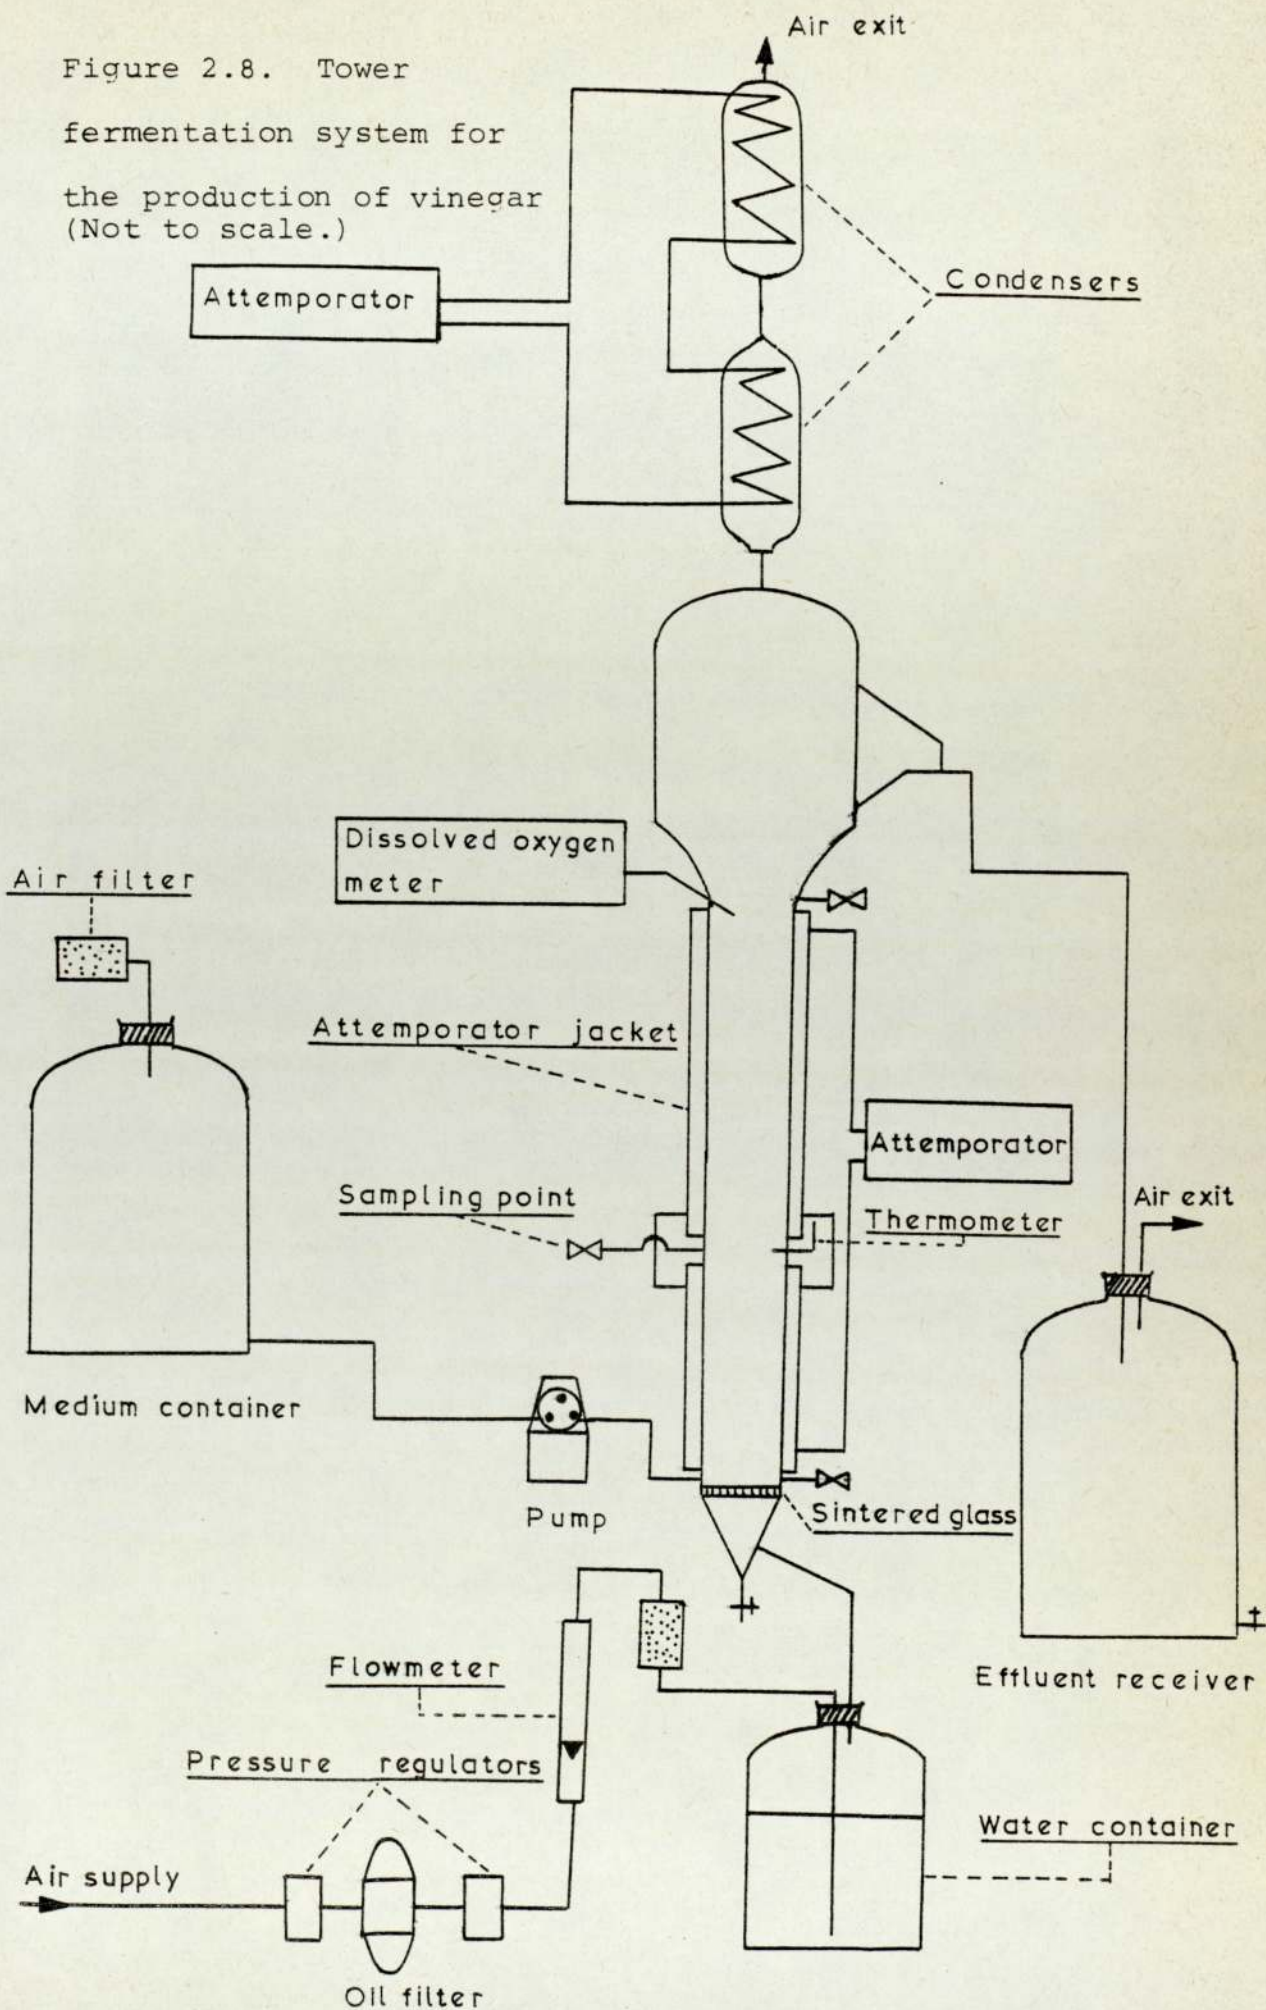 Air exit
Figure 2.8. Tower
fermentation system for
the production of vinegar
(Not to scale.)
Attemporator
Condensers
Dissolved oxygen
meter
Air filter
Attemporator jacket
Attemporator
Sampling point
Thermometer
Air exit
Medium container
Pump
Sintered glass
Flowmeter
Effluent receiver
Pressure regulators
Water container
Air supply
Oil filter